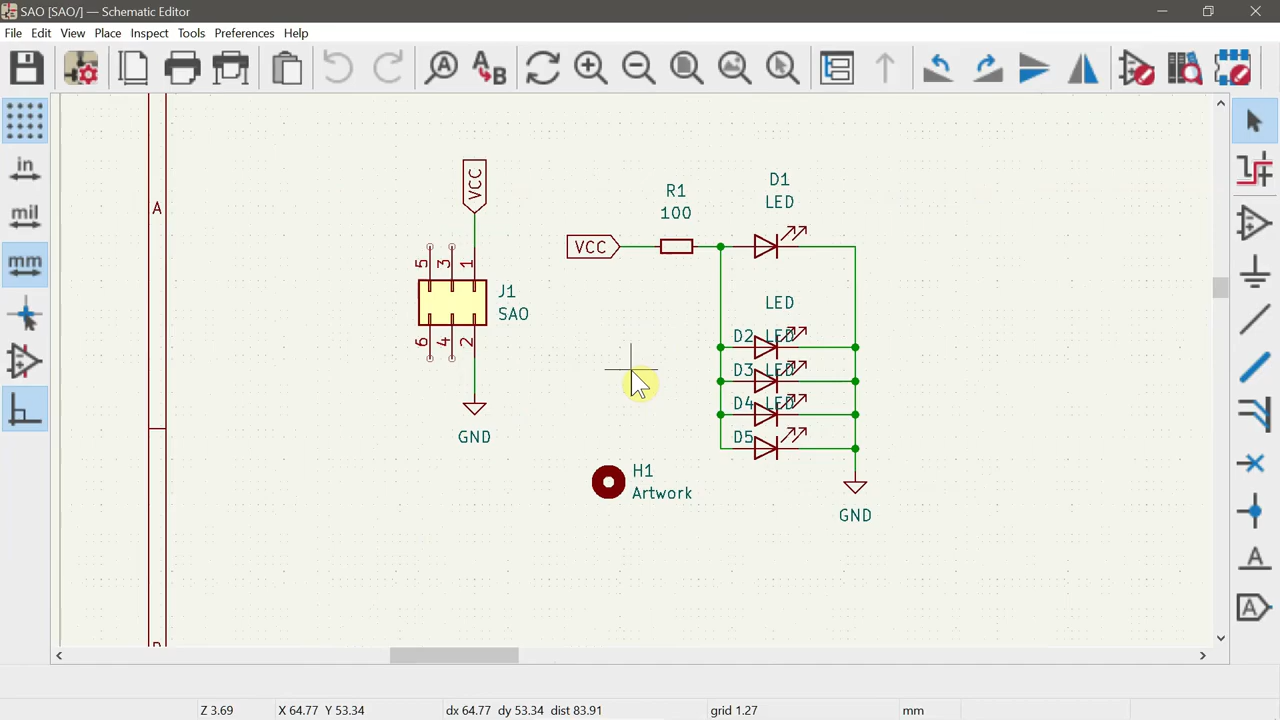 SAO [SAO/] — Schematic Editor
File Edit View Place Inspect Tools Preferences Help
A
A B
in
mil
mm
A
VCC
5 3 1
J1
SAO
6 4 2
GND
VCC
R1
100
D1
LED
LED
D2 LED
D3 LED
D4 LED
D5
GND
H1
Artwork
A
A
Z 3.69 X 64.77 Y 53.34 dx 64.77 dy 53.34 dist 83.91 grid 1.27 mm